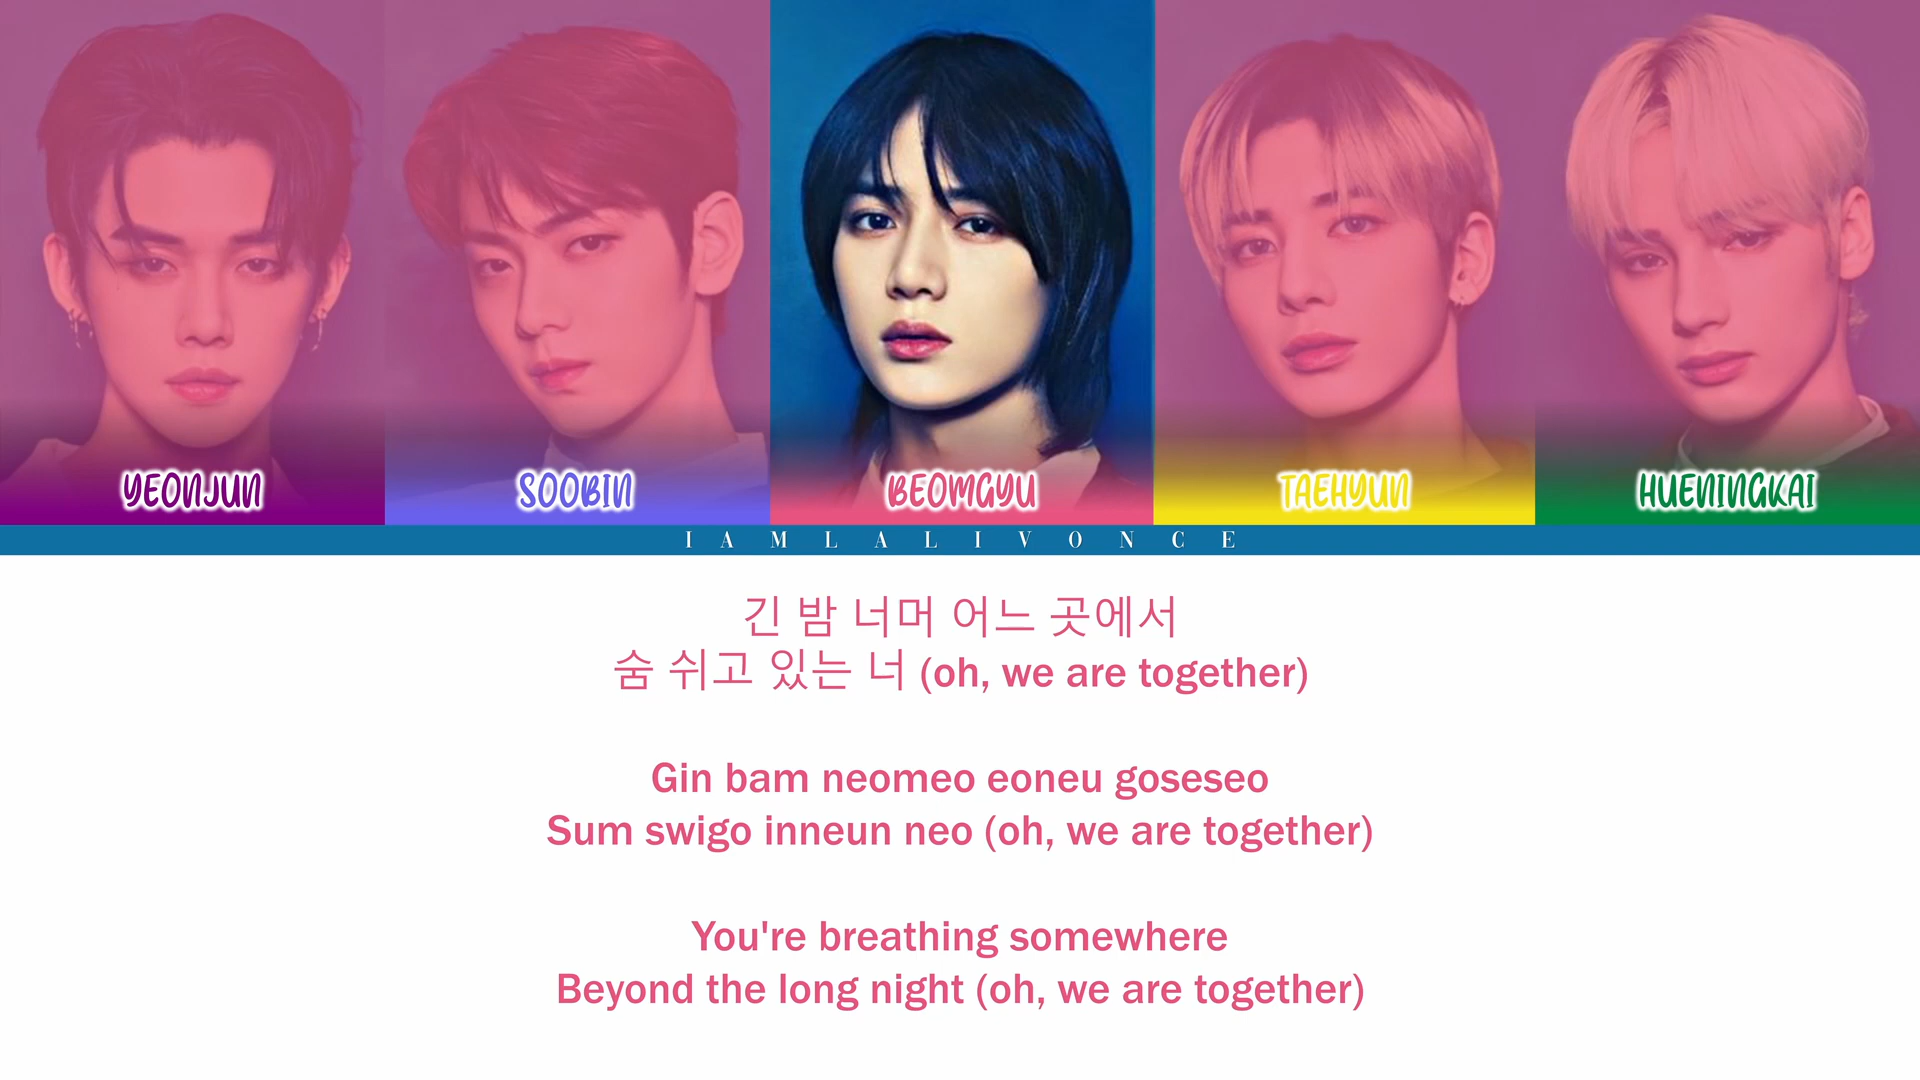 YEONJUN
SOOBIN
BEOMGYU
TAEHYUN
HUENINGKAI
IAMLALIVONCE
긴 밤 너머 어느 곳에서
숨 쉬고 있는 너 (oh, we are together)
Gin bam neomeo eoneu goseseo
Sum swigo inneun neo (oh, we are together)
You're breathing somewhere
Beyond the long night (oh, we are together)